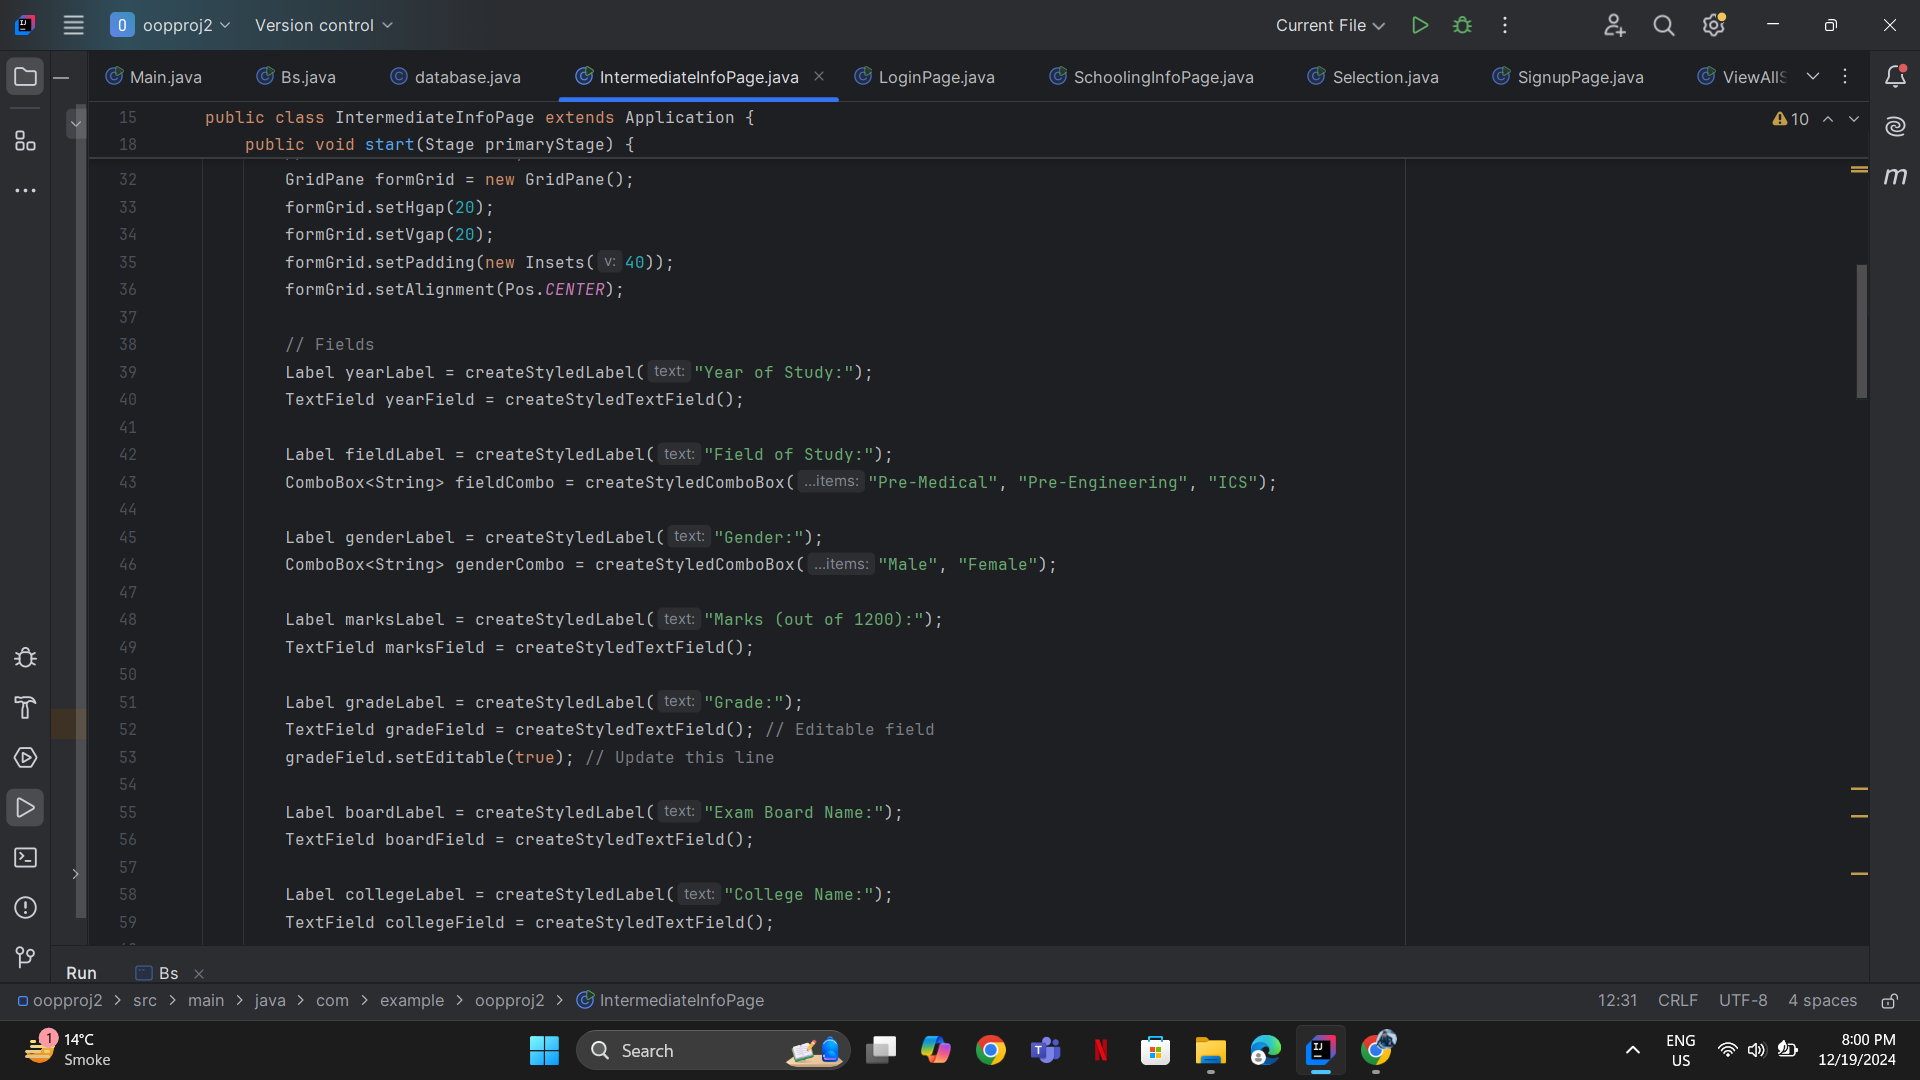 oopproj2 Version control Current File
Main.java Bs.java database.java IntermediateInfoPage.java LoginPage.java SchoolingInfoPage.java Selection.java SignupPage.java ViewAllS
15 public class IntermediateInfoPage extends Application {
10
18 public void start(Stage primaryStage) {
32 GridPane formGrid = new GridPane();
33 formGrid.setHgap(20);
34 formGrid.setVgap(20);
35 formGrid.setPadding(new Insets( v: 40));
36 formGrid.setAlignment(Pos.CENTER);
37
38 // Fields
39 Label yearLabel = createStyledLabel( text: "Year of Study:");
40 TextField yearField = createStyledTextField();
41
42 Label fieldLabel = createStyledLabel( text: "Field of Study:");
43 ComboBox<String> fieldCombo = createStyledComboBox( ...items: "Pre-Medical", "Pre-Engineering", "ICS");
44
45 Label genderLabel = createStyledLabel( text: "Gender:");
46 ComboBox<String> genderCombo = createStyledComboBox( ...items: "Male", "Female");
47
48 Label marksLabel = createStyledLabel( text: "Marks (out of 1200):");
49 TextField marksField = createStyledTextField();
50
51 Label gradeLabel = createStyledLabel( text: "Grade:");
52 TextField gradeField = createStyledTextField(); // Editable field
53 gradeField.setEditable(true); // Update this line
54
55 Label boardLabel = createStyledLabel( text: "Exam Board Name:");
56 TextField boardField = createStyledTextField();
57
58 Label collegeLabel = createStyledLabel( text: "College Name:");
59 TextField collegeField = createStyledTextField();
Run Bs
oopproj2 > src > main > java > com > example > oopproj2 > IntermediateInfoPage 12:31 CRLF UTF-8 4 spaces
1 14°C
Smoke
Search
ENG
US
8:00 PM
12/19/2024